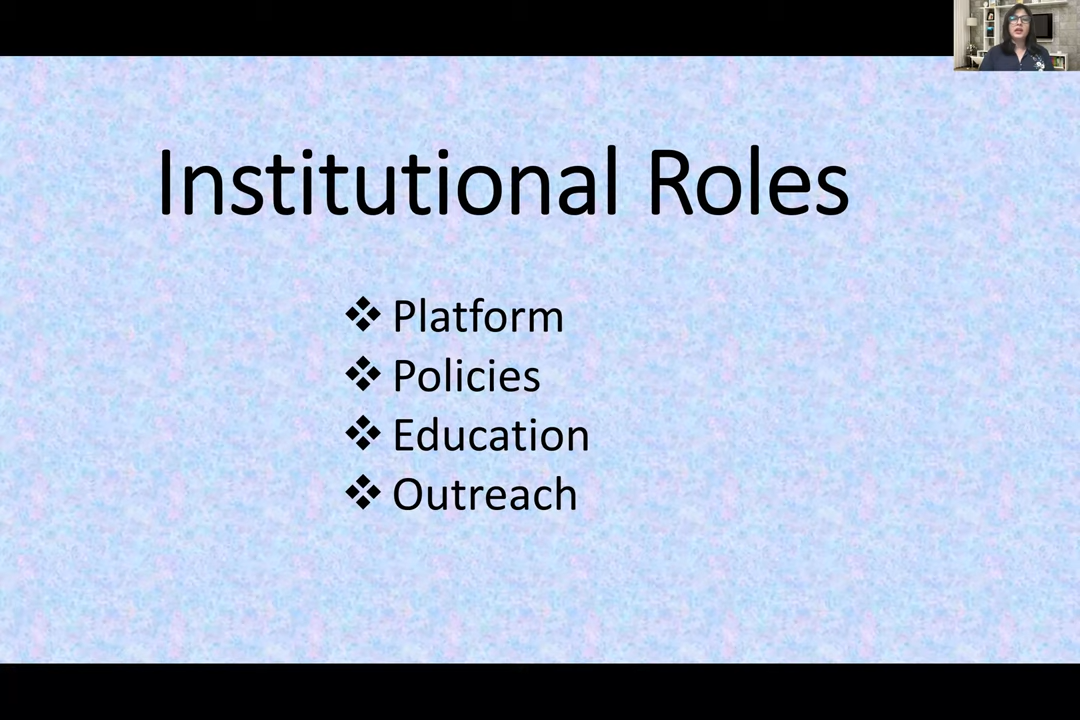 Institutional Roles
❖ Platform
❖ Policies
❖ Education
❖ Outreach